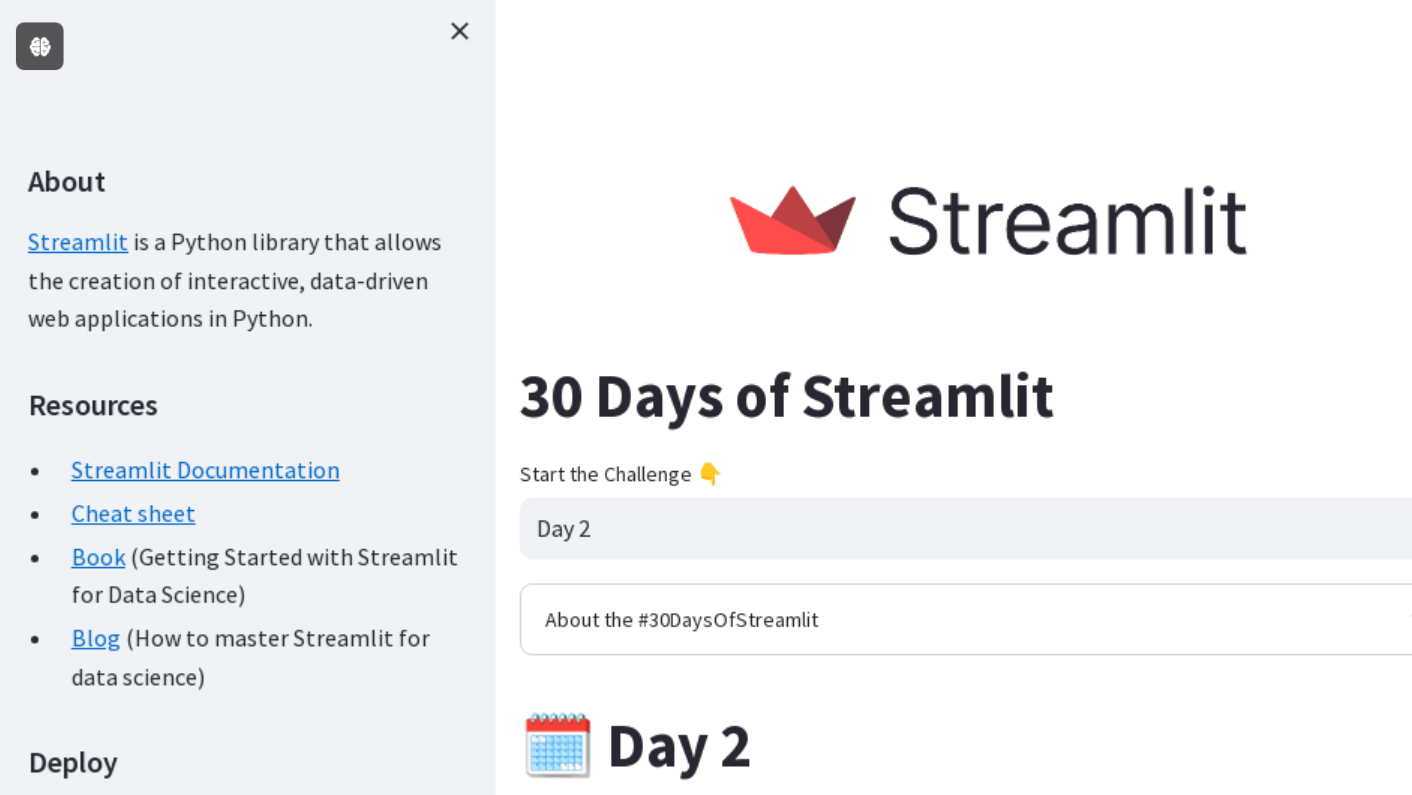 About
Streamlit is a Python library that allows
the creation of interactive, data-driven
web applications in Python.
Resources
Streamlit Documentation
Cheat sheet
Book (Getting Started with Streamlit
for Data Science)
Blog (How to master Streamlit for
data science)
Deploy
Streamlit
30 Days of Streamlit
Start the Challenge 👇
Day 2
About the #30DaysOfStreamlit
🗓️ Day 2